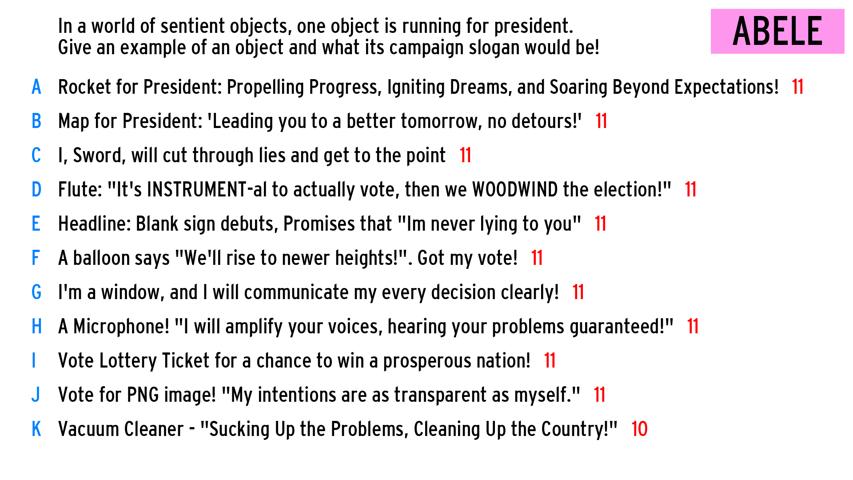 In a world of sentient objects, one object is running for president.
Give an example of an object and what its campaign slogan would be!
ABELE
A Rocket for President: Propelling Progress, Igniting Dreams, and Soaring Beyond Expectations! 11
B Map for President: 'Leading you to a better tomorrow, no detours!' 11
C I, Sword, will cut through lies and get to the point 11
D Flute: "It's INSTRUMENT-al to actually vote, then we WOODWIND the election!" 11
E Headline: Blank sign debuts, Promises that "Im never lying to you" 11
F A balloon says "We'll rise to newer heights!". Got my vote! 11
G I'm a window, and I will communicate my every decision clearly! 11
H A Microphone! "I will amplify your voices, hearing your problems guaranteed!" 11
I Vote Lottery Ticket for a chance to win a prosperous nation! 11
J Vote for PNG image! "My intentions are as transparent as myself." 11
K Vacuum Cleaner - "Sucking Up the Problems, Cleaning Up the Country!" 10